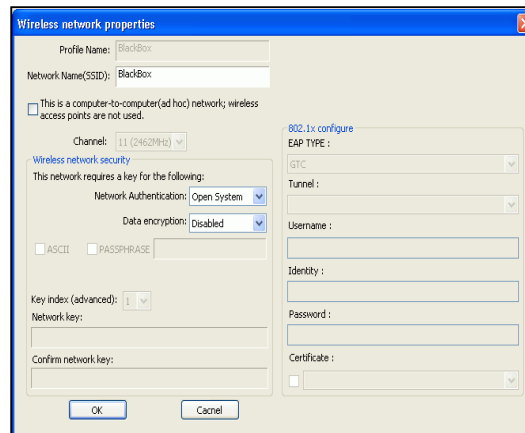 Wireless network properties
Profile Name: BlackBox
Network Name(SSID): BlackBox
This is a computer-to-computer(ad hoc) network; wireless
access points are not used.
Channel: 11 (2462MHz)
Wireless network security
This network requires a key for the following:
Network Authentication: Open System
Data encryption: Disabled
ASCII PASSPHRASE
Key index (advanced): 1
Network key:
Confirm network key:
OK Cacnel
802.1x configure
EAP TYPE :
GTC
Tunnel :
Username :
Identity :
Password :
Certificate :